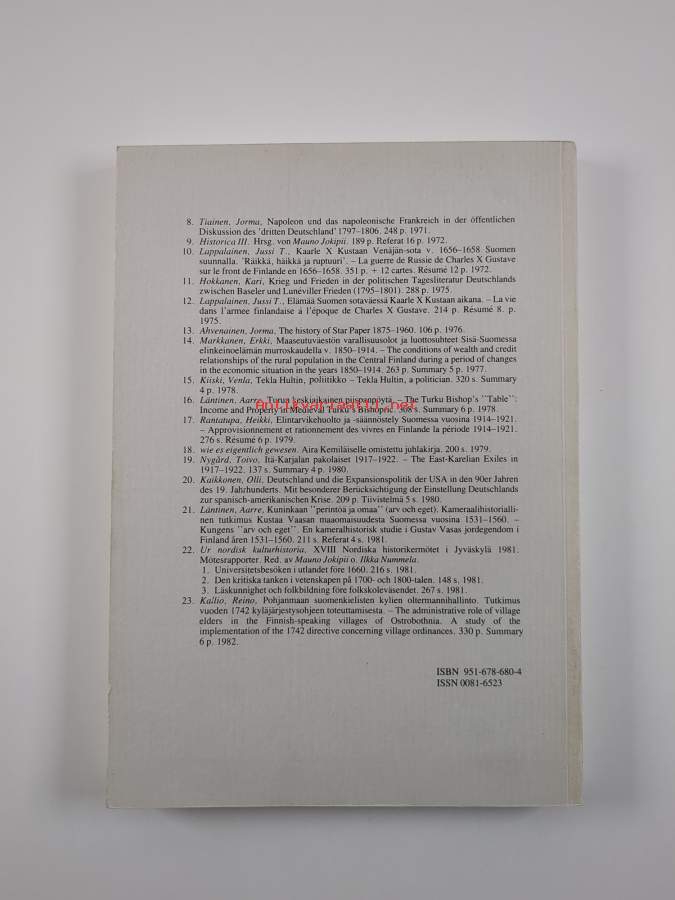 8. Tiainen, Jorma, Napoleon und das napoleonische Frankreich in der öffentlichen
Diskussion des 'dritten Deutschland' 1797–1806. 248 p. 1971.
9. Historica III. Hrsg. von Mauno Jokipii. 189 p. Referat 16 p. 1972.
10. Lappalainen, Jussi T., Kaarle X Kustaan Venäjän-sota v. 1656–1658 Suomen
suunnalla. 'Räikkä, häikkä ja ruptuuri'. – La guerre de Russie de Charles X Gustave
sur le front de Finlande en 1656–1658. 351 p. + 12 cartes. Résumé 12 p. 1972.
11. Hokkanen, Kari, Krieg und Frieden in der politischen Tagesliteratur Deutschlands
zwischen Baseler und Lunéviller Frieden (1795–1801). 288 p. 1975.
12. Lappalainen, Jussi T., Elämää Suomen sotaväessä Kaarle X Kustaan aikana. – La vie
dans l'armee finlandaise á l'époque de Charles X Gustave. 214 p. Résumé 8. p.
1975.
13. Ahvenainen, Jorma, The history of Star Paper 1875–1960. 106 p. 1976.
14. Markkanen, Erkki, Maaseutuväestön varallisuusolot ja luottosuhteet Sisä-Suomessa
elinkeinoelämän murroskaudella v. 1850–1914. – The conditions of wealth and credit
relationships of the rural population in the Central Finland during a period of changes
in the economic situation in the years 1850–1914. 263 p. Summary 5 p. 1977.
15. Kiiski, Venla, Tekla Hultin, poliitikko – Tekla Hultin, a politician. 320 s. Summary
4 p. 1978.
16. Läntinen, Aarre, Turun keskiaikainen piispanpöytä. – The Turku Bishop's ''Table'':
Income and Property in Medieval Turku's Bishopric. 308 s. Summary 6 p. 1978.
Antikvariaatti.net
17. Rantatupa, Heikki, Elintarvikehuolto ja -säännöstely Suomessa vuosina 1914–1921.
– Approvisionnement et rationnement des vivres en Finlande la période 1914–1921.
276 s. Résumé 6 p. 1979.
18. wie es eigentlich gewesen. Aira Kemiläiselle omistettu juhlakirja. 200 s. 1979.
19. Nygård, Toivo, Itä-Karjalan pakolaiset 1917–1922. – The East-Karelian Exiles in
1917–1922. 137 s. Summary 4 p. 1980.
20. Kaikkonen, Olli, Deutschland und die Expansionspolitik der USA in den 90er Jahren
des 19. Jahrhunderts. Mit besonderer Berücksichtigung der Einstellung Deutschlands
zur spanisch-amerikanischen Krise. 209 p. Tiivistelmä 5 s. 1980.
21. Läntinen, Aarre, Kuninkaan ''perintöä ja omaa'' (arv och eget). Kameraalihistorialli-
nen tutkimus Kustaa Vaasan maaomaisuudesta Suomessa vuosina 1531–1560. –
Kungens ''arv och eget''. En kameralhistorisk studie i Gustav Vasas jordegendom i
Finland åren 1531–1560. 211 s. Referat 4 s. 1981.
22. Ur nordisk kulturhistoria. XVIII Nordiska historikermötet i Jyväskylä 1981.
Mötesrapporter. Red. av Mauno Jokipii o. Ilkka Nummela.
1. Universitetsbesöken i utlandet före 1660. 216 s. 1981.
2. Den kritiska tanken i vetenskapen på 1700- och 1800-talen. 148 s. 1981.
3. Läskunnighet och folkbildning före folkskoleväsendet. 267 s. 1981.
23. Kallio, Reino, Pohjanmaan suomenkielisten kylien oltermannihallinto. Tutkimus
vuoden 1742 kyläjärjestysohjeen toteuttamisesta. – The administrative role of village
elders in the Finnish-speaking villages of Ostrobothnia. A study of the
implementation of the 1742 directive concerning village ordinances. 330 p. Summary
6 p. 1982.
ISBN 951-678-680-4
ISSN 0081-6523